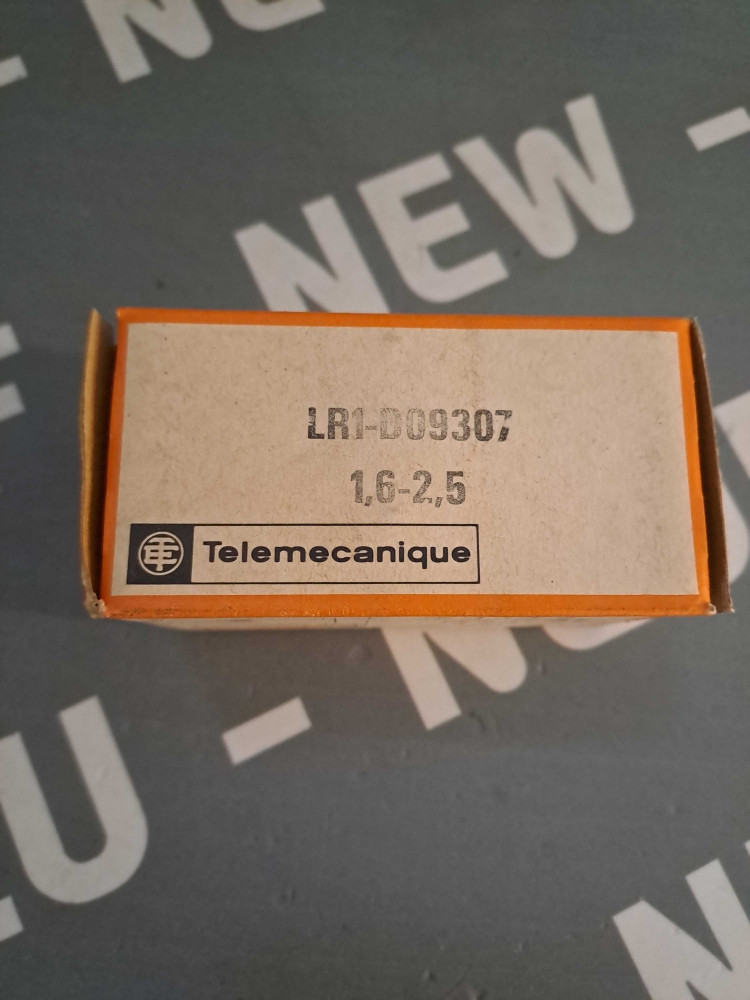 NEW -
LR1-D09307
1,6-2,5
Telemecanique